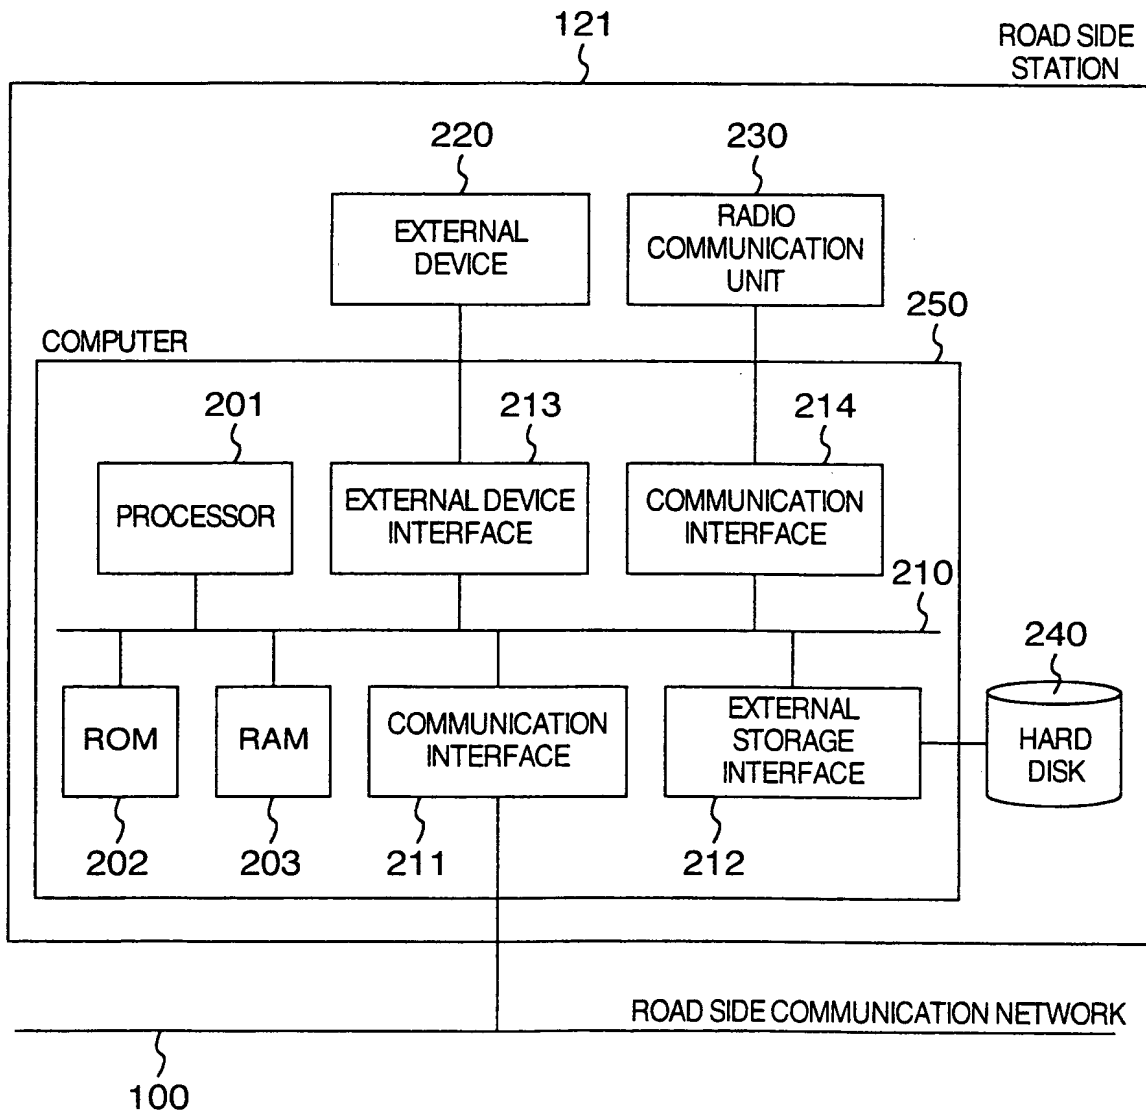 121
ROAD SIDE
STATION
220
230
EXTERNAL
DEVICE
RADIO
COMMUNICATION
UNIT
250
COMPUTER
201
213
214
PROCESSOR
EXTERNAL DEVICE
INTERFACE
COMMUNICATION
INTERFACE
210
240
ROM
RAM
COMMUNICATION
INTERFACE
EXTERNAL
STORAGE
INTERFACE
HARD
DISK
202
203
211
212
ROAD SIDE COMMUNICATION NETWORK
100